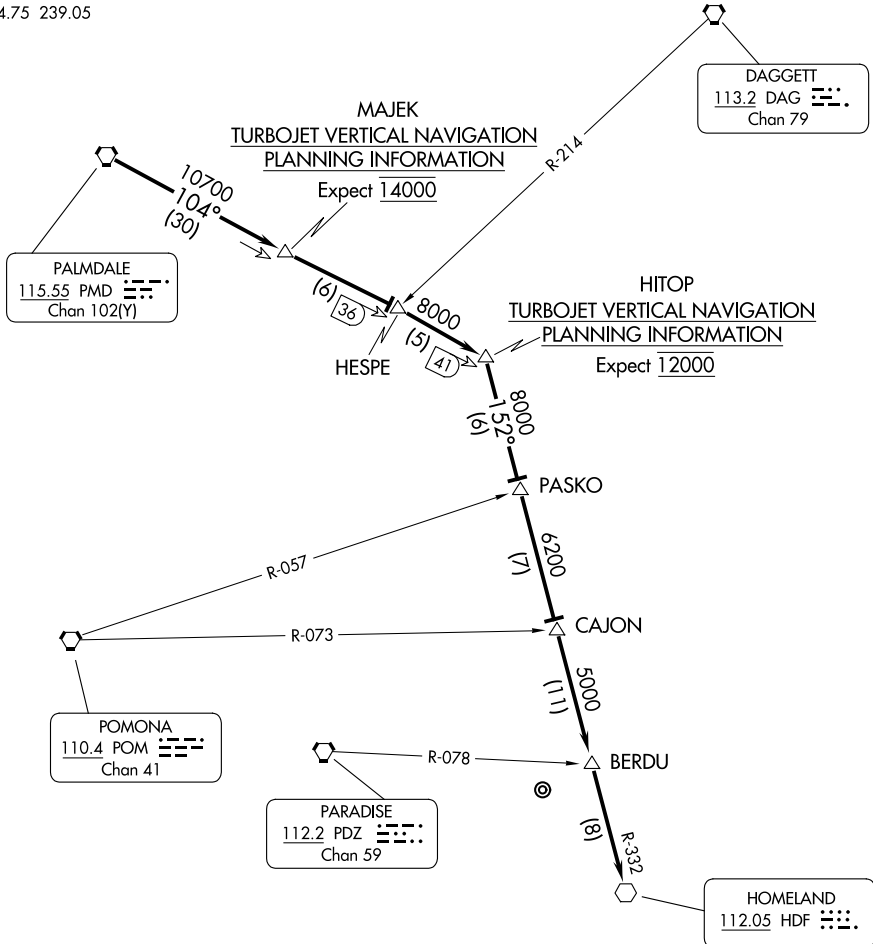 4.75 239.05
DAGGETT
113.2 DAG
Chan 79
MAJEK
TURBOJET VERTICAL NAVIGATION
PLANNING INFORMATION
Expect 14000
R-214
10700
104°
(30)
PALMDALE
115.55 PMD
Chan 102(Y)
(6)
36
HESPE
8000
(5)
41
HITOP
TURBOJET VERTICAL NAVIGATION
PLANNING INFORMATION
Expect 12000
8000
152°
(6)
PASKO
R-057
6200
(7)
R-073
CAJON
POMONA
110.4 POM
Chan 41
5000
(11)
R-078
BERDU
PARADISE
112.2 PDZ
Chan 59
(8)
R-332
HOMELAND
112.05 HDF